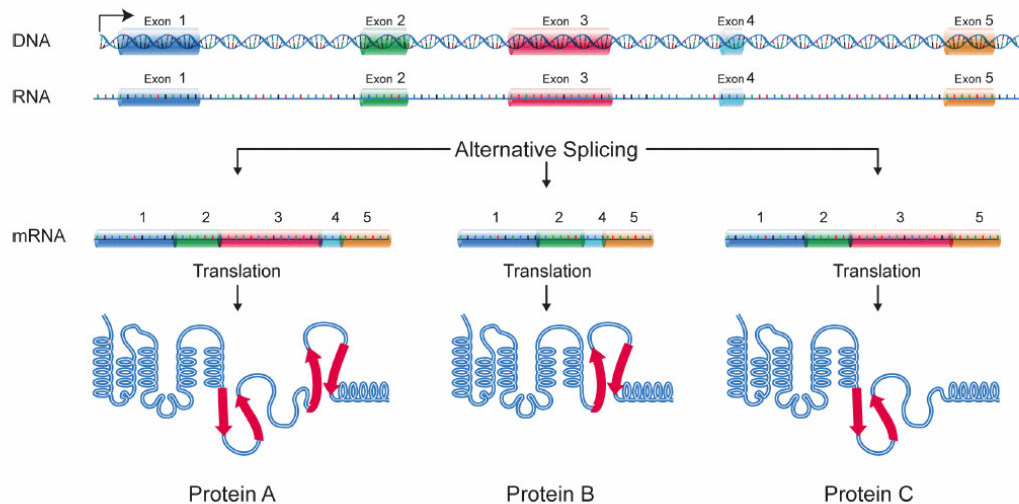 Exon 1 Exon 2 Exon 3 Exon 4 Exon 5
DNA
Exon 1 Exon 2 Exon 3 Exon 4 Exon 5
RNA
Alternative Splicing
1 2 3 4 5 1 2 4 5 1 2 3 5
mRNA
Translation Translation Translation
Protein A Protein B Protein C